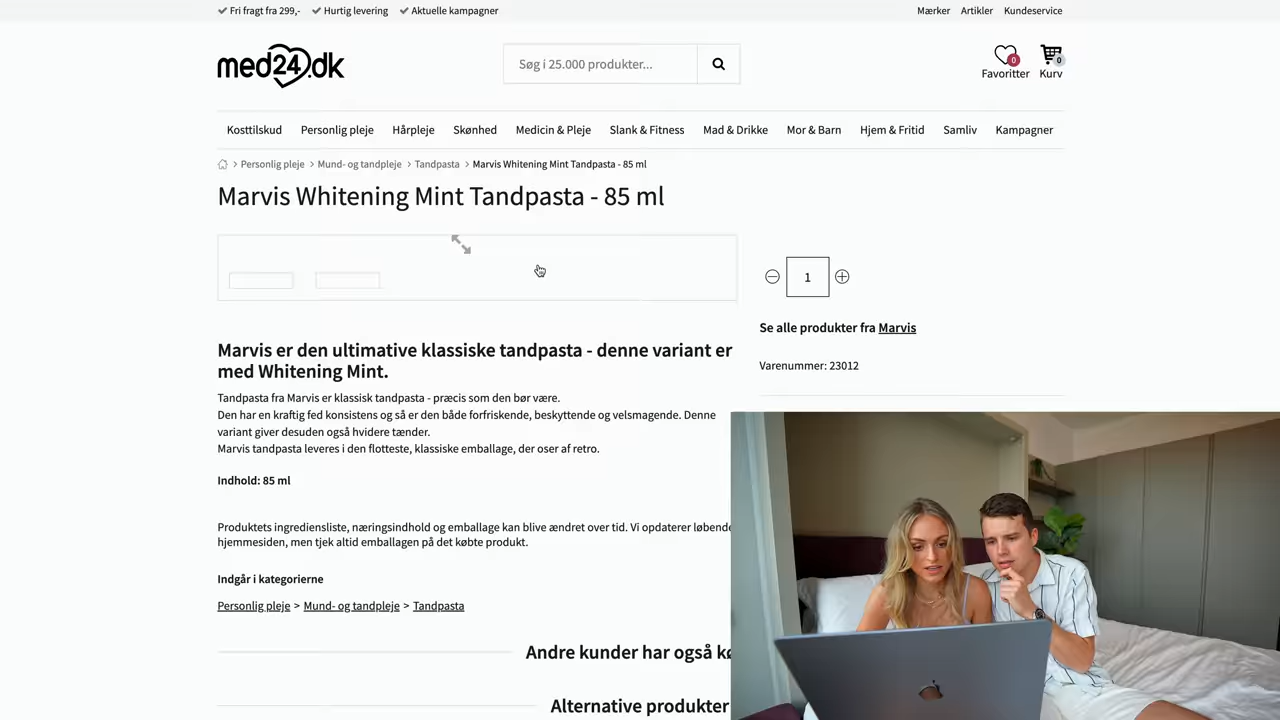 Fri fragt fra 299,- Hurtig levering Aktuelle kampagner Mærker Artikler Kundeservice
med24.dk
Søg i 25.000 produkter...
0 0
Favoritter Kurv
Kosttilskud Personlig pleje Hårpleje Skønhed Medicin & Pleje Slank & Fitness Mad & Drikke Mor & Barn Hjem & Fritid Samliv Kampagner
> Personlig pleje > Mund- og tandpleje > Tandpasta > Marvis Whitening Mint Tandpasta - 85 ml
Marvis Whitening Mint Tandpasta - 85 ml
1
Se alle produkter fra Marvis
Varenummer: 23012
Marvis er den ultimative klassiske tandpasta - denne variant er
med Whitening Mint.
Tandpasta fra Marvis er klassisk tandpasta - præcis som den bør være.
Den har en kraftig fed konsistens og så er den både forfriskende, beskyttende og velsmagende. Denne
variant giver desuden også hvidere tænder.
Marvis tandpasta leveres i den flotteste, klassiske emballage, der oser af retro.
Indhold: 85 ml
Produktets ingrediensliste, næringsindhold og emballage kan blive ændret over tid. Vi opdaterer løbende
hjemmesiden, men tjek altid emballagen på det købte produkt.
Indgår i kategorierne
Personlig pleje > Mund- og tandpleje > Tandpasta
Andre kunder har også
Alternative produkter